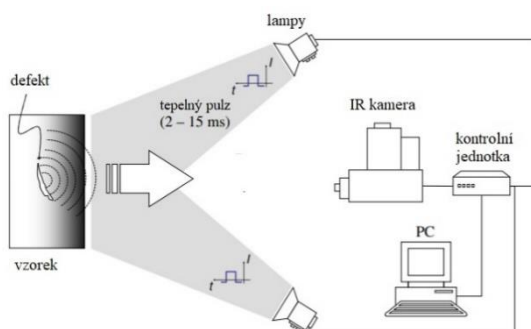 lampy
I
t
defekt
tepelný pulz
(2 – 15 ms)
IR kamera
kontrolní
jednotka
PC
I
t
vzorek